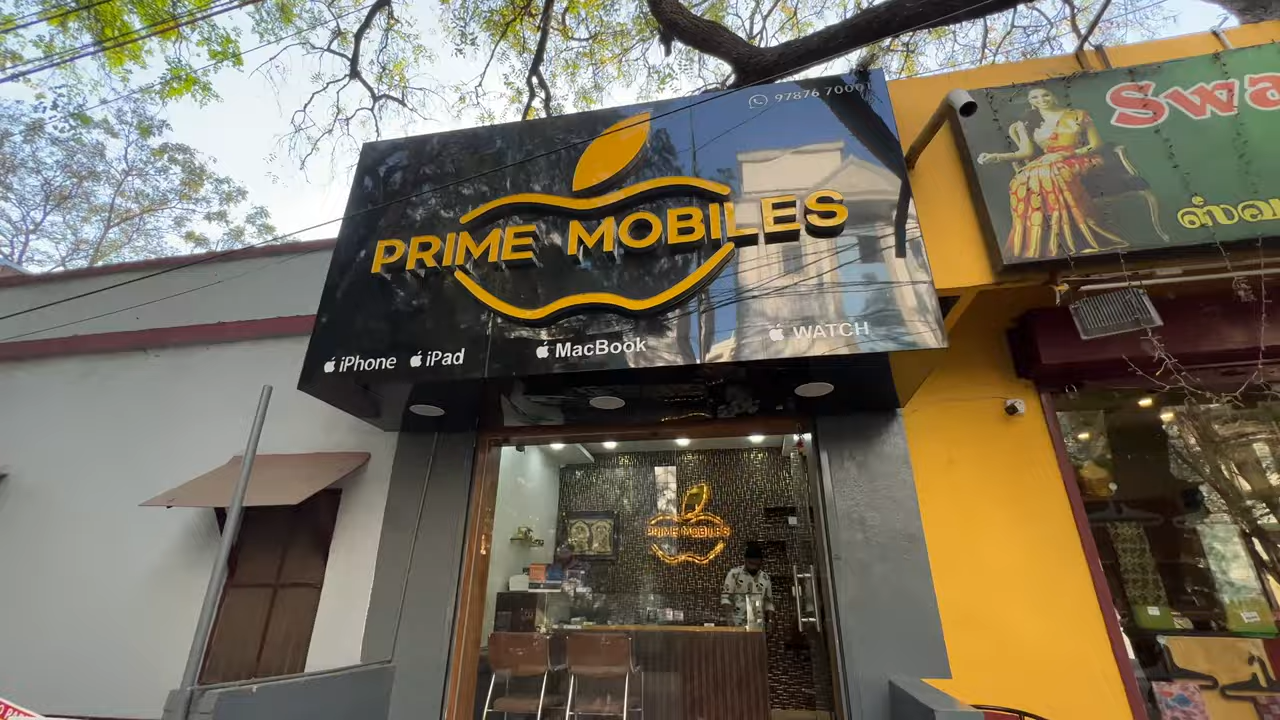 97876 7000
PRIME MOBILES
iPhone
iPad
MacBook
WATCH
Swa
ஸ்வ
PRIME MOBILES